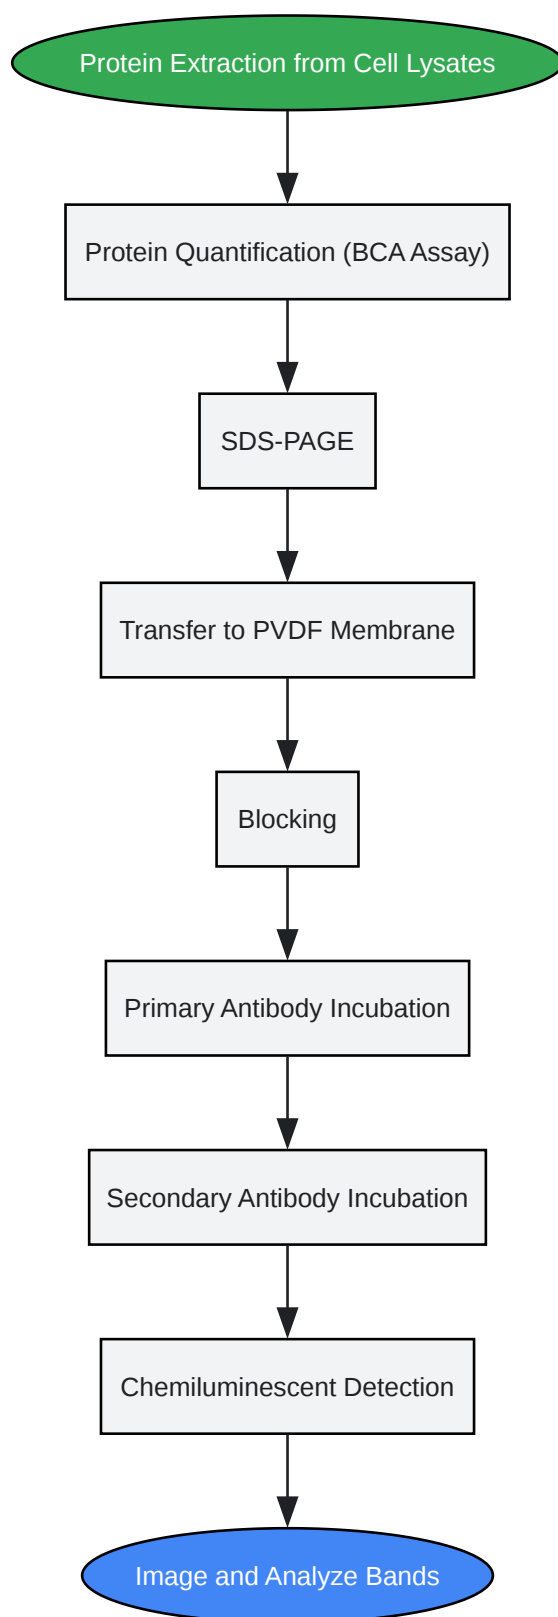 Protein Extraction from Cell Lysates
Protein Quantification (BCA Assay)
SDS-PAGE
Transfer to PVDF Membrane
Blocking
Primary Antibody Incubation
Secondary Antibody Incubation
Chemiluminescent Detection
Image and Analyze Bands